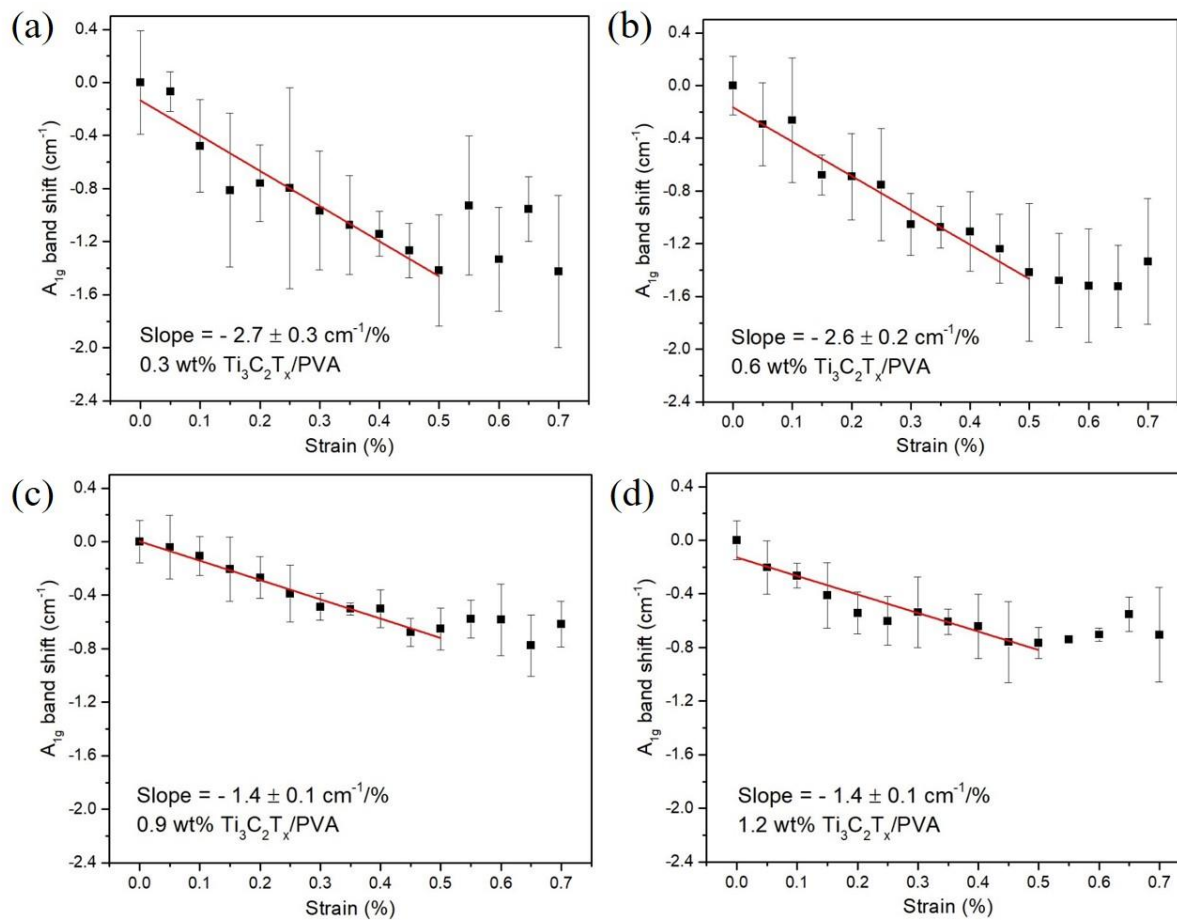 (a)
0.4
0.0
-0.4
-0.8
-1.2
-1.6
-2.0
-2.4
A₁g band shift (cm⁻¹)
Slope = - 2.7 ± 0.3 cm⁻¹/%
0.3 wt% Ti₃C₂Tₓ/PVA
0.0 0.1 0.2 0.3 0.4 0.5 0.6 0.7
Strain (%)
(b)
0.4
0.0
-0.4
-0.8
-1.2
-1.6
-2.0
-2.4
A₁g band shift (cm⁻¹)
Slope = - 2.6 ± 0.2 cm⁻¹/%
0.6 wt% Ti₃C₂Tₓ/PVA
0.0 0.1 0.2 0.3 0.4 0.5 0.6 0.7
Strain (%)
(c)
0.4
0.0
-0.4
-0.8
-1.2
-1.6
-2.0
-2.4
A₁g band shift (cm⁻¹)
Slope = - 1.4 ± 0.1 cm⁻¹/%
0.9 wt% Ti₃C₂Tₓ/PVA
0.0 0.1 0.2 0.3 0.4 0.5 0.6 0.7
Strain (%)
(d)
0.4
0.0
-0.4
-0.8
-1.2
-1.6
-2.0
-2.4
A₁g band shift (cm⁻¹)
Slope = - 1.4 ± 0.1 cm⁻¹/%
1.2 wt% Ti₃C₂Tₓ/PVA
0.0 0.1 0.2 0.3 0.4 0.5 0.6 0.7
Strain (%)